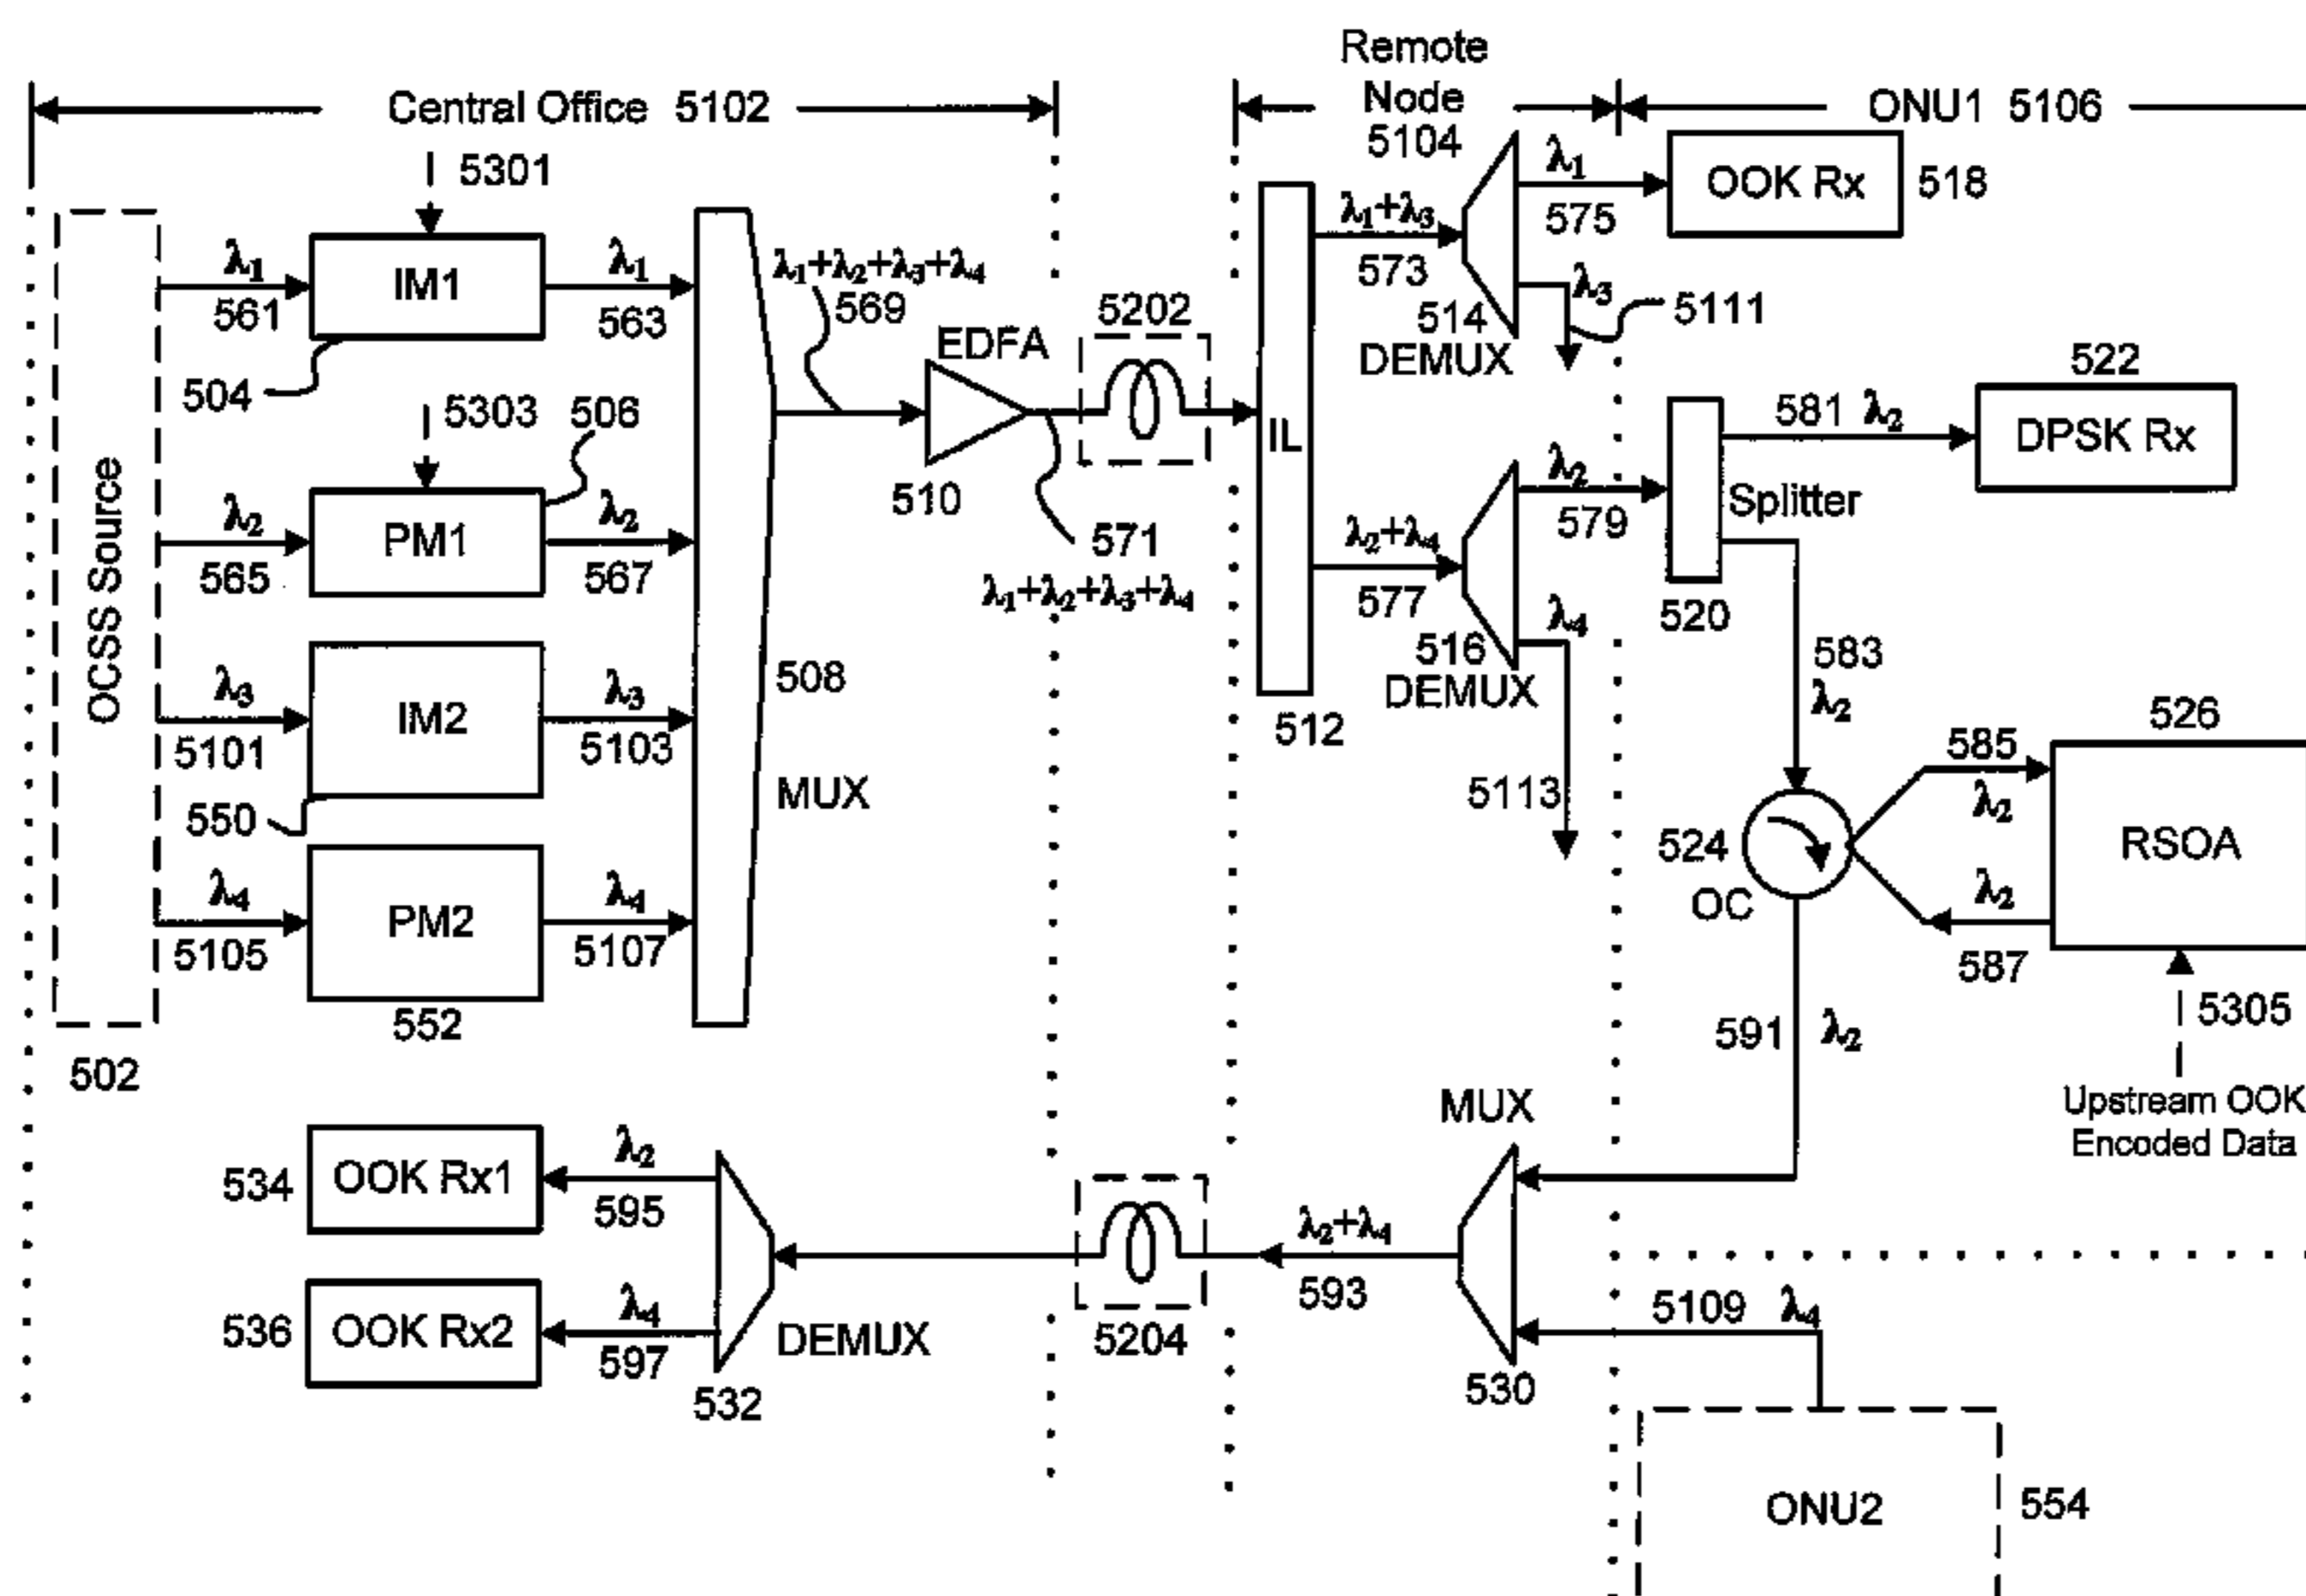 Remote
Node
5104
Central Office 5102
ONU1 5106
5301
λ1
561
IM1
λ1
563
504
5303
506
λ2
565
PM1
λ2
567
OCSS Source
λ3
5101
IM2
λ3
5103
550
λ4
5105
PM2
λ4
5107
552
502
508
MUX
λ1+λ2+λ3+λ4
569
EDFA
510
5202
571
λ1+λ2+λ3+λ4
IL
512
λ1+λ3
573
514
DEMUX
λ1
575
OOK Rx
518
λ3
5111
λ2+λ4
577
516
DEMUX
λ2
579
λ4
5113
Splitter
520
581 λ2
522
DPSK Rx
583
λ2
524
OC
585
λ2
526
RSOA
λ2
587
5305
Upstream OOK
Encoded Data
591 λ2
MUX
530
λ2+λ4
593
5204
DEMUX
532
λ2
595
534
OOK Rx1
λ4
597
536
OOK Rx2
5109 λ4
ONU2
554